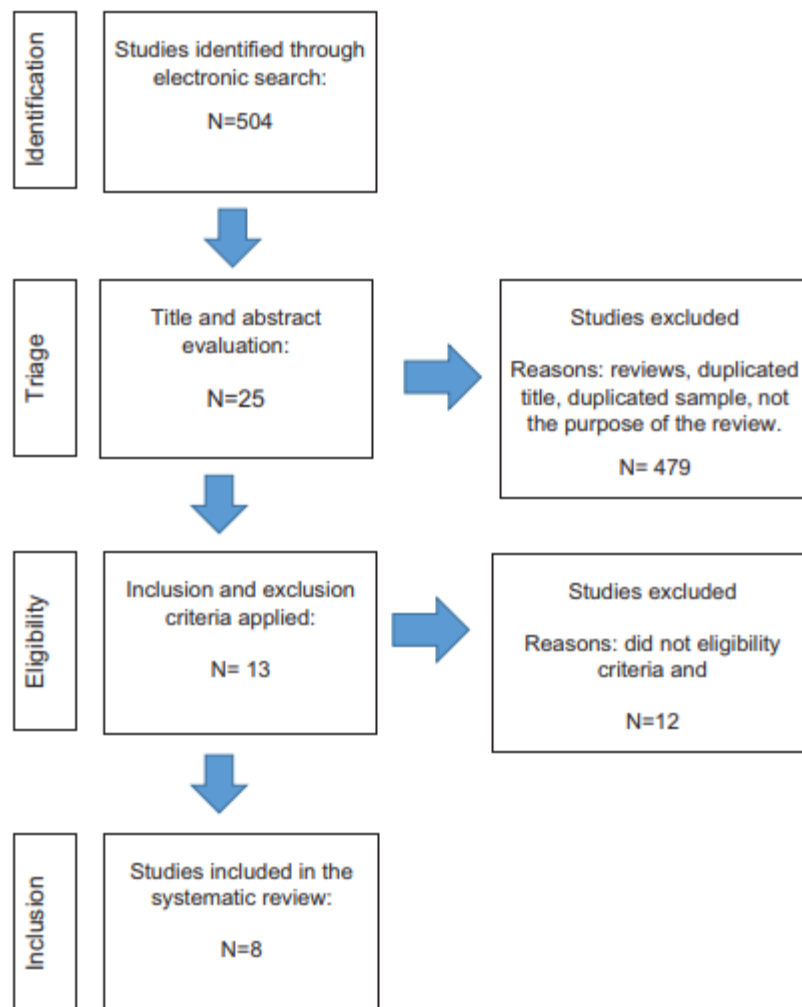 Identification
Studies identified through
electronic search:
N=504
Triage
Title and abstract
evaluation:
N=25
Studies excluded
Reasons: reviews, duplicated
title, duplicated sample, not
the purpose of the review.
N= 479
Eligibility
Inclusion and exclusion
criteria applied:
N= 13
Studies excluded
Reasons: did not eligibility
criteria and
N=12
Inclusion
Studies included in the
systematic review:
N=8